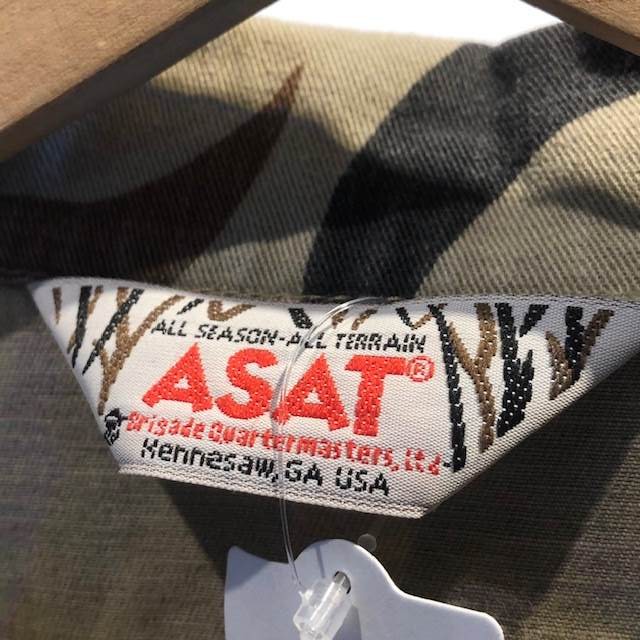 ALL SEASON-ALL TERRAIN
ASAT®
Brigade Quartermasters, Ltd.
Kennesaw, GA USA